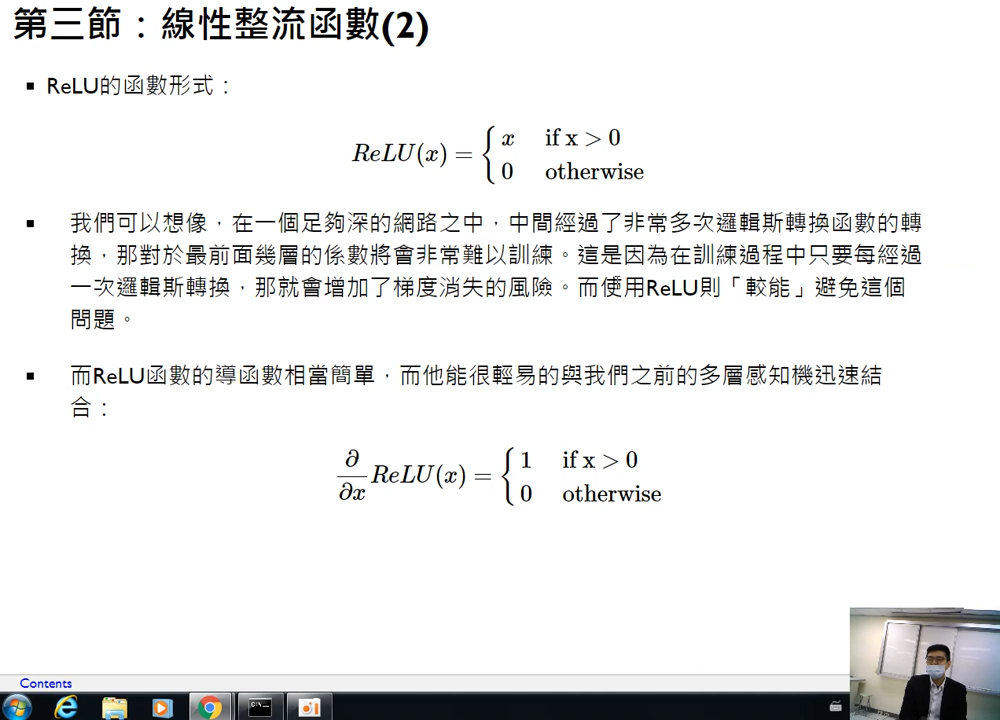 第三節：線性整流函數(2)
▪ ReLU的函數形式：
ReLU(x) = { x if x > 0
0 otherwise
▪ 我們可以想像，在一個足夠深的網路之中，中間經過了非常多次邏輯斯轉換函數的轉
換，那對於最前面幾層的係數將會非常難以訓練。這是因為在訓練過程中只要每經過
一次邏輯斯轉換，那就會增加了梯度消失的風險。而使用ReLU則「較能」避免這個
問題。
▪ 而ReLU函數的導函數相當簡單，而他能很輕易的與我們之前的多層感知機迅速結
合：
∂/∂x ReLU(x) = { 1 if x > 0
0 otherwise
Contents